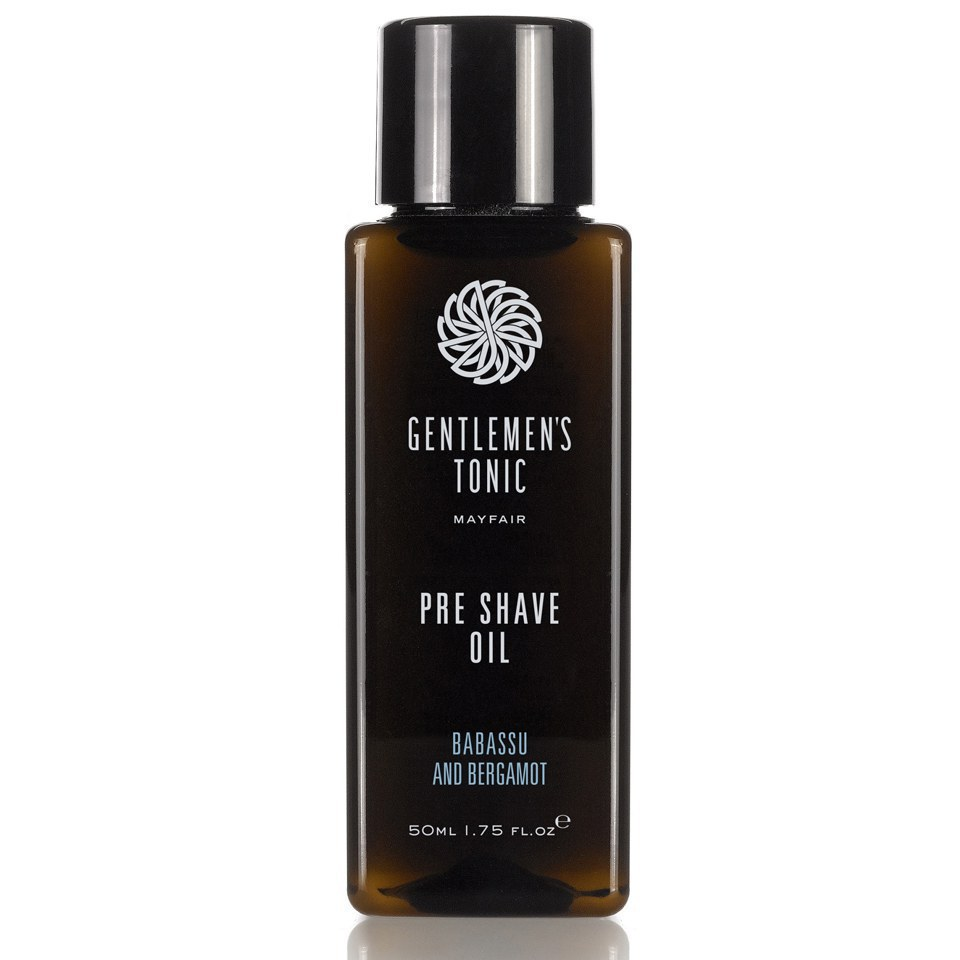 GENTLEMEN'S
TONIC
MAYFAIR
PRE SHAVE
OIL
BABASSU
AND BERGAMOT
50ML 1.75 FL.OZ ℮